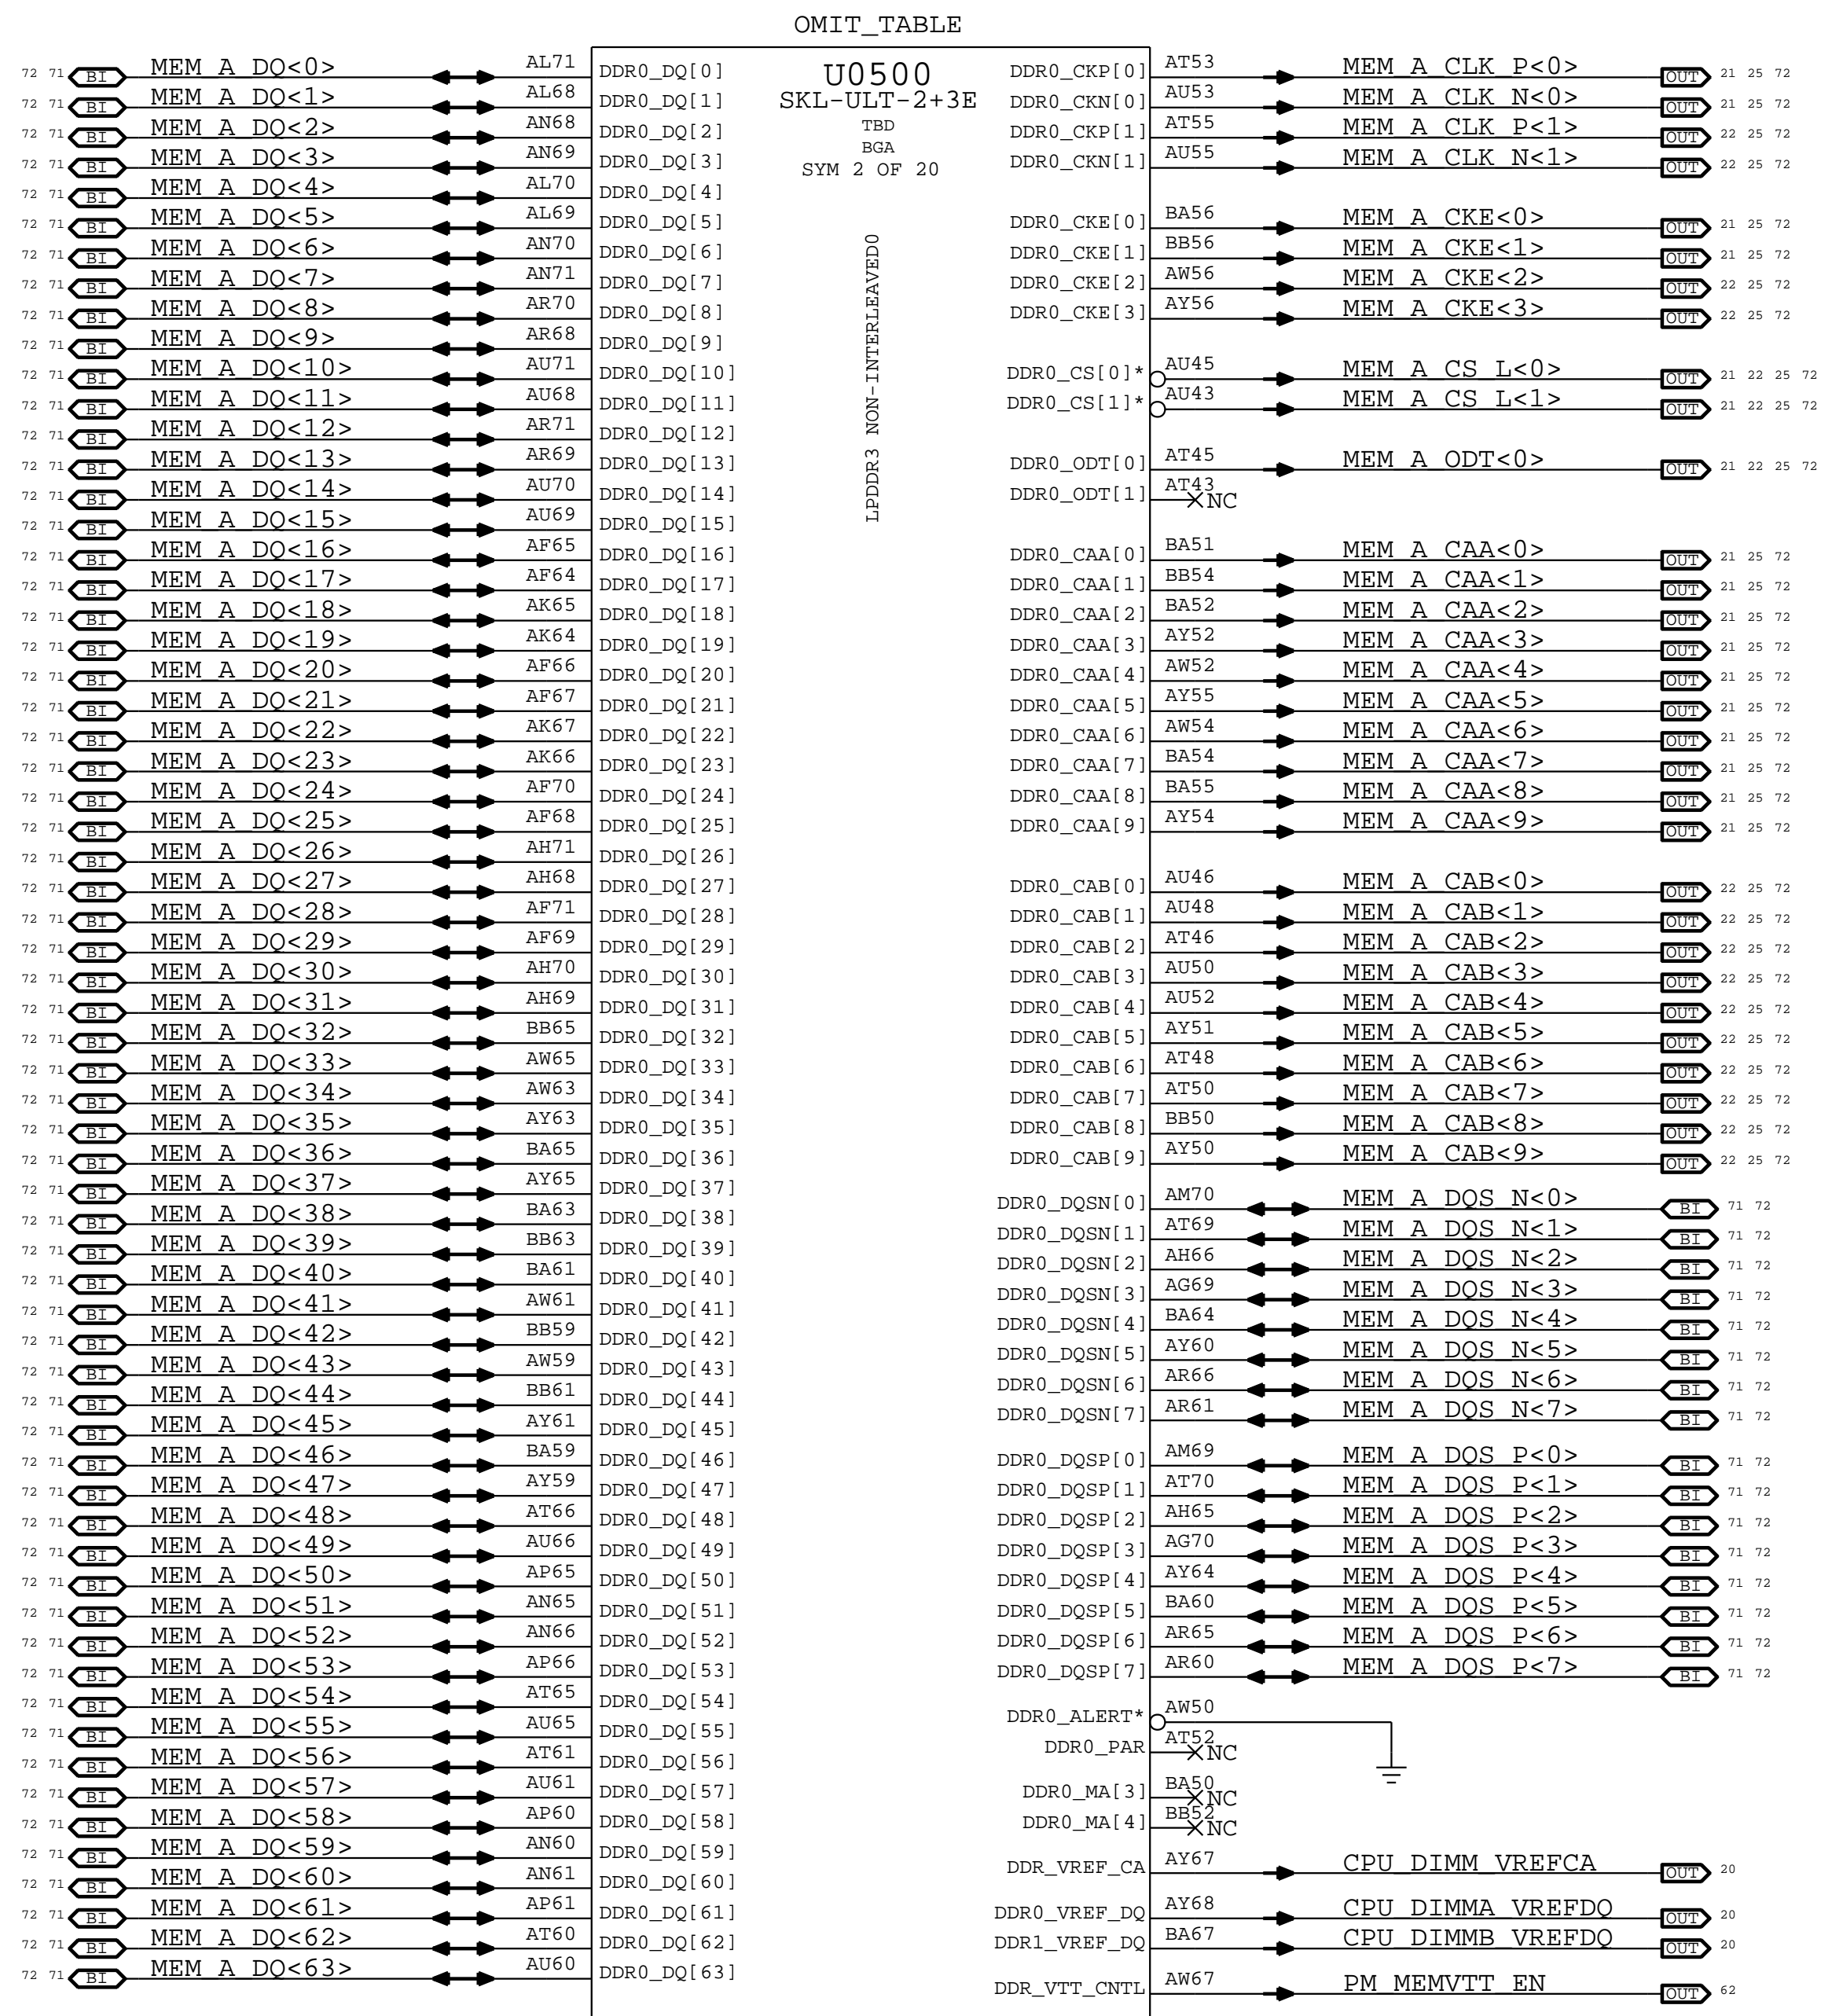 OMIT_TABLE
U0500
SKL-ULT-2+3E
TBD
BGA
SYM 2 OF 20
LPDDR3 NON-INTERLEAVED0
72 71 BI MEM_A_DQ<0> AL71 DDR0_DQ[0]
72 71 BI MEM_A_DQ<1> AL68 DDR0_DQ[1]
72 71 BI MEM_A_DQ<2> AN68 DDR0_DQ[2]
72 71 BI MEM_A_DQ<3> AN69 DDR0_DQ[3]
72 71 BI MEM_A_DQ<4> AL70 DDR0_DQ[4]
72 71 BI MEM_A_DQ<5> AL69 DDR0_DQ[5]
72 71 BI MEM_A_DQ<6> AN70 DDR0_DQ[6]
72 71 BI MEM_A_DQ<7> AN71 DDR0_DQ[7]
72 71 BI MEM_A_DQ<8> AR70 DDR0_DQ[8]
72 71 BI MEM_A_DQ<9> AR68 DDR0_DQ[9]
72 71 BI MEM_A_DQ<10> AU71 DDR0_DQ[10]
72 71 BI MEM_A_DQ<11> AU68 DDR0_DQ[11]
72 71 BI MEM_A_DQ<12> AR71 DDR0_DQ[12]
72 71 BI MEM_A_DQ<13> AR69 DDR0_DQ[13]
72 71 BI MEM_A_DQ<14> AU70 DDR0_DQ[14]
72 71 BI MEM_A_DQ<15> AU69 DDR0_DQ[15]
72 71 BI MEM_A_DQ<16> AF65 DDR0_DQ[16]
72 71 BI MEM_A_DQ<17> AF64 DDR0_DQ[17]
72 71 BI MEM_A_DQ<18> AK65 DDR0_DQ[18]
72 71 BI MEM_A_DQ<19> AK64 DDR0_DQ[19]
72 71 BI MEM_A_DQ<20> AF66 DDR0_DQ[20]
72 71 BI MEM_A_DQ<21> AF67 DDR0_DQ[21]
72 71 BI MEM_A_DQ<22> AK67 DDR0_DQ[22]
72 71 BI MEM_A_DQ<23> AK66 DDR0_DQ[23]
72 71 BI MEM_A_DQ<24> AF70 DDR0_DQ[24]
72 71 BI MEM_A_DQ<25> AF68 DDR0_DQ[25]
72 71 BI MEM_A_DQ<26> AH71 DDR0_DQ[26]
72 71 BI MEM_A_DQ<27> AH68 DDR0_DQ[27]
72 71 BI MEM_A_DQ<28> AF71 DDR0_DQ[28]
72 71 BI MEM_A_DQ<29> AF69 DDR0_DQ[29]
72 71 BI MEM_A_DQ<30> AH70 DDR0_DQ[30]
72 71 BI MEM_A_DQ<31> AH69 DDR0_DQ[31]
72 71 BI MEM_A_DQ<32> BB65 DDR0_DQ[32]
72 71 BI MEM_A_DQ<33> AW65 DDR0_DQ[33]
72 71 BI MEM_A_DQ<34> AW63 DDR0_DQ[34]
72 71 BI MEM_A_DQ<35> AY63 DDR0_DQ[35]
72 71 BI MEM_A_DQ<36> BA65 DDR0_DQ[36]
72 71 BI MEM_A_DQ<37> AY65 DDR0_DQ[37]
72 71 BI MEM_A_DQ<38> BA63 DDR0_DQ[38]
72 71 BI MEM_A_DQ<39> BB63 DDR0_DQ[39]
72 71 BI MEM_A_DQ<40> BA61 DDR0_DQ[40]
72 71 BI MEM_A_DQ<41> AW61 DDR0_DQ[41]
72 71 BI MEM_A_DQ<42> BB59 DDR0_DQ[42]
72 71 BI MEM_A_DQ<43> AW59 DDR0_DQ[43]
72 71 BI MEM_A_DQ<44> BB61 DDR0_DQ[44]
72 71 BI MEM_A_DQ<45> AY61 DDR0_DQ[45]
72 71 BI MEM_A_DQ<46> BA59 DDR0_DQ[46]
72 71 BI MEM_A_DQ<47> AY59 DDR0_DQ[47]
72 71 BI MEM_A_DQ<48> AT66 DDR0_DQ[48]
72 71 BI MEM_A_DQ<49> AU66 DDR0_DQ[49]
72 71 BI MEM_A_DQ<50> AP65 DDR0_DQ[50]
72 71 BI MEM_A_DQ<51> AN65 DDR0_DQ[51]
72 71 BI MEM_A_DQ<52> AN66 DDR0_DQ[52]
72 71 BI MEM_A_DQ<53> AP66 DDR0_DQ[53]
72 71 BI MEM_A_DQ<54> AT65 DDR0_DQ[54]
72 71 BI MEM_A_DQ<55> AU65 DDR0_DQ[55]
72 71 BI MEM_A_DQ<56> AT61 DDR0_DQ[56]
72 71 BI MEM_A_DQ<57> AU61 DDR0_DQ[57]
72 71 BI MEM_A_DQ<58> AP60 DDR0_DQ[58]
72 71 BI MEM_A_DQ<59> AN60 DDR0_DQ[59]
72 71 BI MEM_A_DQ<60> AN61 DDR0_DQ[60]
72 71 BI MEM_A_DQ<61> AP61 DDR0_DQ[61]
72 71 BI MEM_A_DQ<62> AT60 DDR0_DQ[62]
72 71 BI MEM_A_DQ<63> AU60 DDR0_DQ[63]
DDR0_CKP[0] AT53 MEM_A_CLK_P<0> OUT 21 25 72
DDR0_CKN[0] AU53 MEM_A_CLK_N<0> OUT 21 25 72
DDR0_CKP[1] AT55 MEM_A_CLK_P<1> OUT 22 25 72
DDR0_CKN[1] AU55 MEM_A_CLK_N<1> OUT 22 25 72
DDR0_CKE[0] BA56 MEM_A_CKE<0> OUT 21 25 72
DDR0_CKE[1] BB56 MEM_A_CKE<1> OUT 21 25 72
DDR0_CKE[2] AW56 MEM_A_CKE<2> OUT 22 25 72
DDR0_CKE[3] AY56 MEM_A_CKE<3> OUT 22 25 72
DDR0_CS[0]* AU45 MEM_A_CS_L<0> OUT 21 22 25 72
DDR0_CS[1]* AU43 MEM_A_CS_L<1> OUT 21 22 25 72
DDR0_ODT[0] AT45 MEM_A_ODT<0> OUT 21 22 25 72
DDR0_ODT[1] AT43 NC
DDR0_CAA[0] BA51 MEM_A_CAA<0> OUT 21 25 72
DDR0_CAA[1] BB54 MEM_A_CAA<1> OUT 21 25 72
DDR0_CAA[2] BA52 MEM_A_CAA<2> OUT 21 25 72
DDR0_CAA[3] AY52 MEM_A_CAA<3> OUT 21 25 72
DDR0_CAA[4] AW52 MEM_A_CAA<4> OUT 21 25 72
DDR0_CAA[5] AY55 MEM_A_CAA<5> OUT 21 25 72
DDR0_CAA[6] AW54 MEM_A_CAA<6> OUT 21 25 72
DDR0_CAA[7] BA54 MEM_A_CAA<7> OUT 21 25 72
DDR0_CAA[8] BA55 MEM_A_CAA<8> OUT 21 25 72
DDR0_CAA[9] AY54 MEM_A_CAA<9> OUT 21 25 72
DDR0_CAB[0] AU46 MEM_A_CAB<0> OUT 22 25 72
DDR0_CAB[1] AU48 MEM_A_CAB<1> OUT 22 25 72
DDR0_CAB[2] AT46 MEM_A_CAB<2> OUT 22 25 72
DDR0_CAB[3] AU50 MEM_A_CAB<3> OUT 22 25 72
DDR0_CAB[4] AU52 MEM_A_CAB<4> OUT 22 25 72
DDR0_CAB[5] AY51 MEM_A_CAB<5> OUT 22 25 72
DDR0_CAB[6] AT48 MEM_A_CAB<6> OUT 22 25 72
DDR0_CAB[7] AT50 MEM_A_CAB<7> OUT 22 25 72
DDR0_CAB[8] BB50 MEM_A_CAB<8> OUT 22 25 72
DDR0_CAB[9] AY50 MEM_A_CAB<9> OUT 22 25 72
DDR0_DQSN[0] AM70 MEM_A_DQS_N<0> BI 71 72
DDR0_DQSN[1] AT69 MEM_A_DQS_N<1> BI 71 72
DDR0_DQSN[2] AH66 MEM_A_DQS_N<2> BI 71 72
DDR0_DQSN[3] AG69 MEM_A_DQS_N<3> BI 71 72
DDR0_DQSN[4] BA64 MEM_A_DQS_N<4> BI 71 72
DDR0_DQSN[5] AY60 MEM_A_DQS_N<5> BI 71 72
DDR0_DQSN[6] AR66 MEM_A_DQS_N<6> BI 71 72
DDR0_DQSN[7] AR61 MEM_A_DQS_N<7> BI 71 72
DDR0_DQSP[0] AM69 MEM_A_DQS_P<0> BI 71 72
DDR0_DQSP[1] AT70 MEM_A_DQS_P<1> BI 71 72
DDR0_DQSP[2] AH65 MEM_A_DQS_P<2> BI 71 72
DDR0_DQSP[3] AG70 MEM_A_DQS_P<3> BI 71 72
DDR0_DQSP[4] AY64 MEM_A_DQS_P<4> BI 71 72
DDR0_DQSP[5] BA60 MEM_A_DQS_P<5> BI 71 72
DDR0_DQSP[6] AR65 MEM_A_DQS_P<6> BI 71 72
DDR0_DQSP[7] AR60 MEM_A_DQS_P<7> BI 71 72
DDR0_ALERT* AW50
DDR0_PAR AT52 NC
DDR0_MA[3] BA50 NC
DDR0_MA[4] BB52 NC
DDR_VREF_CA AY67 CPU_DIMM_VREFCA OUT 20
DDR0_VREF_DQ AY68 CPU_DIMMA_VREFDQ OUT 20
DDR1_VREF_DQ BA67 CPU_DIMMB_VREFDQ OUT 20
DDR_VTT_CNTL AW67 PM_MEMVTT_EN OUT 62